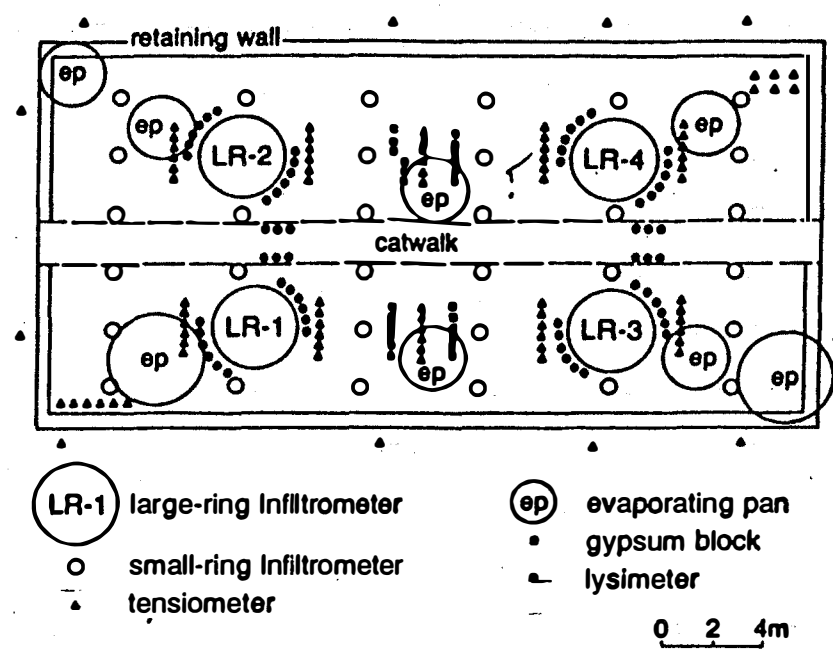 retaining wall
ep
ep
LR-2
ep
LR-4
ep
catwalk
ep
LR-1
ep
LR-3
ep
ep
LR-1 large-ring Infiltrometer
small-ring Infiltrometer
tensiometer
ep evaporating pan
gypsum block
lysimeter
0 2 4m